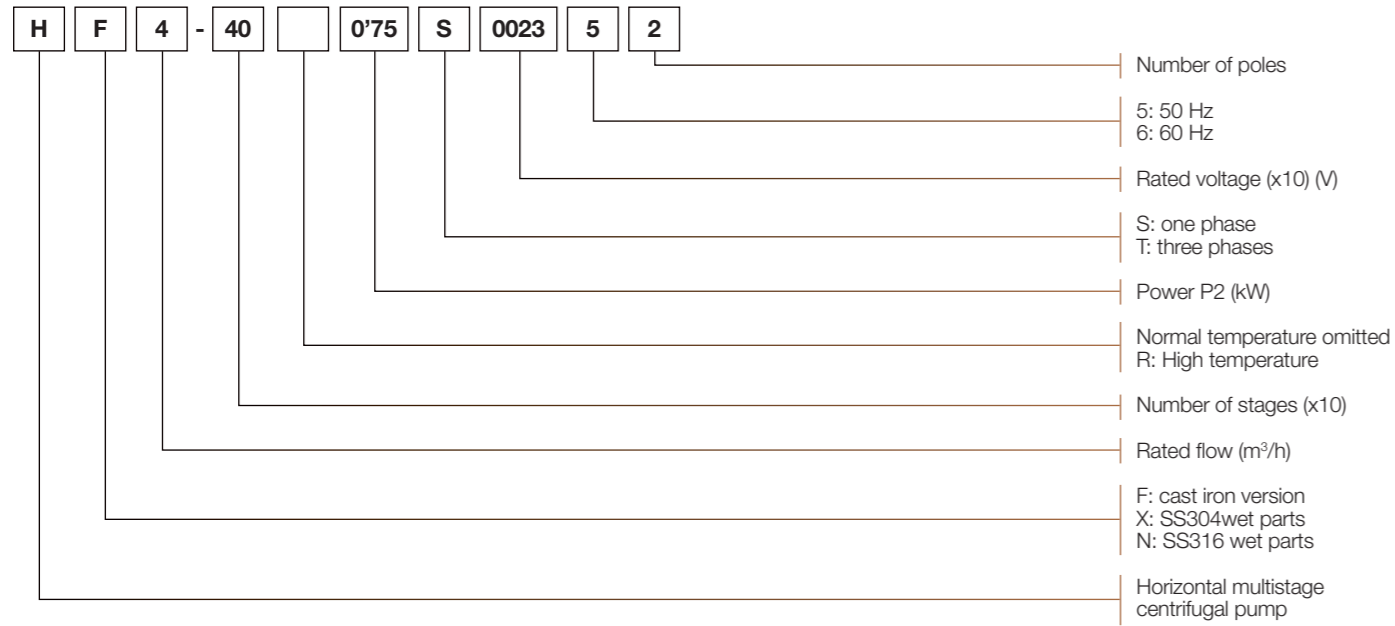 H F 4 - 40 0'75 S 0023 5 2
Number of poles
5: 50 Hz
6: 60 Hz
Rated voltage (x10) (V)
S: one phase
T: three phases
Power P2 (kW)
Normal temperature omitted
R: High temperature
Number of stages (x10)
Rated flow (m³/h)
F: cast iron version
X: SS304wet parts
N: SS316 wet parts
Horizontal multistage
centrifugal pump